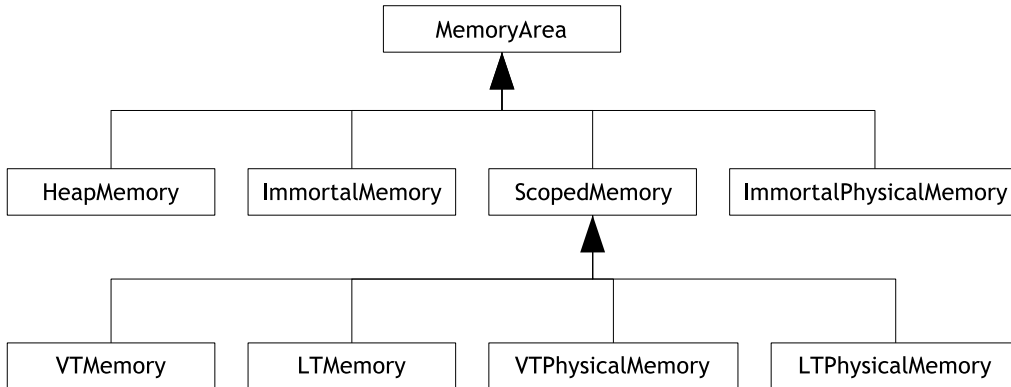 MemoryArea
HeapMemory
ImmortalMemory
ScopedMemory
ImmortalPhysicalMemory
VTMemory
LTMemory
VTPhysicalMemory
LTPhysicalMemory